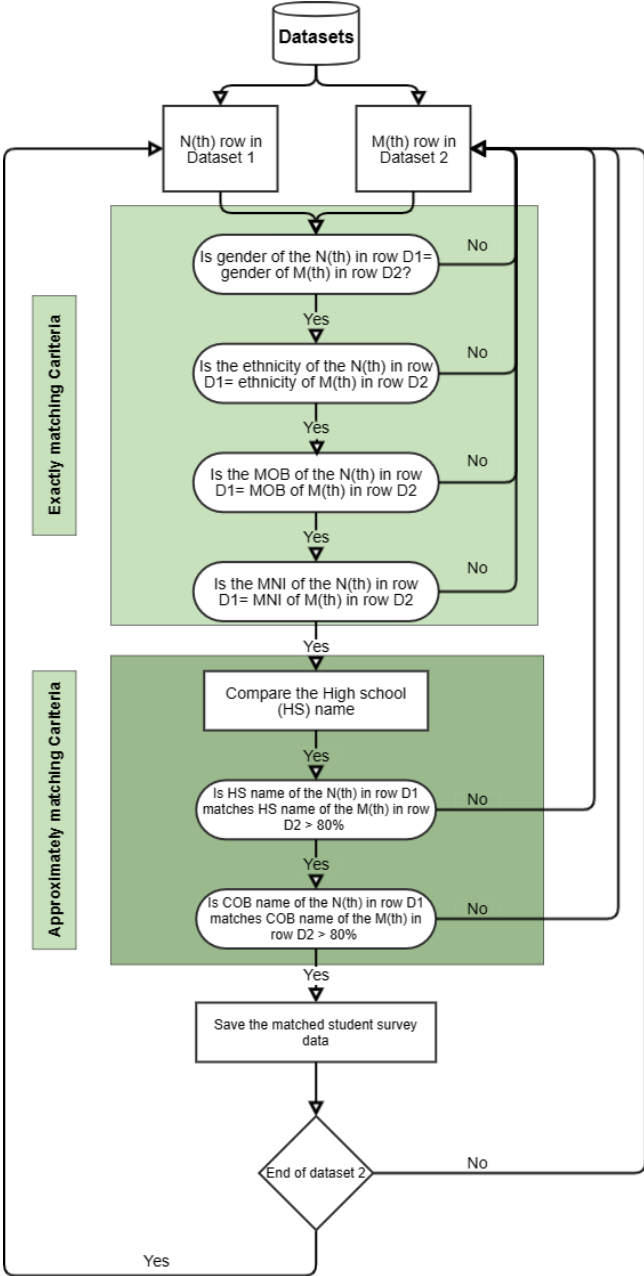 Datasets
N(th) row in
Dataset 1
M(th) row in
Dataset 2
Is gender of the N(th) in row D1=
gender of M(th) in row D2?
No
Yes
Is the ethnicity of the N(th) in row
D1= ethnicity of M(th) in row D2
No
Yes
Is the MOB of the N(th) in row
D1= MOB of M(th) in row D2
No
Yes
Is the MNI of the N(th) in row
D1= MNI of M(th) in row D2
No
Exactly matching Cariteria
Yes
Compare the High school
(HS) name
Yes
Is HS name of the N(th) in row D1
matches HS name of the M(th) in row
D2 > 80%
No
Yes
Is COB name of the N(th) in row D1
matches COB name of the M(th) in
row D2 > 80%
No
Approximately matching Cariteria
Yes
Save the matched student survey
data
End of dataset 2
No
Yes